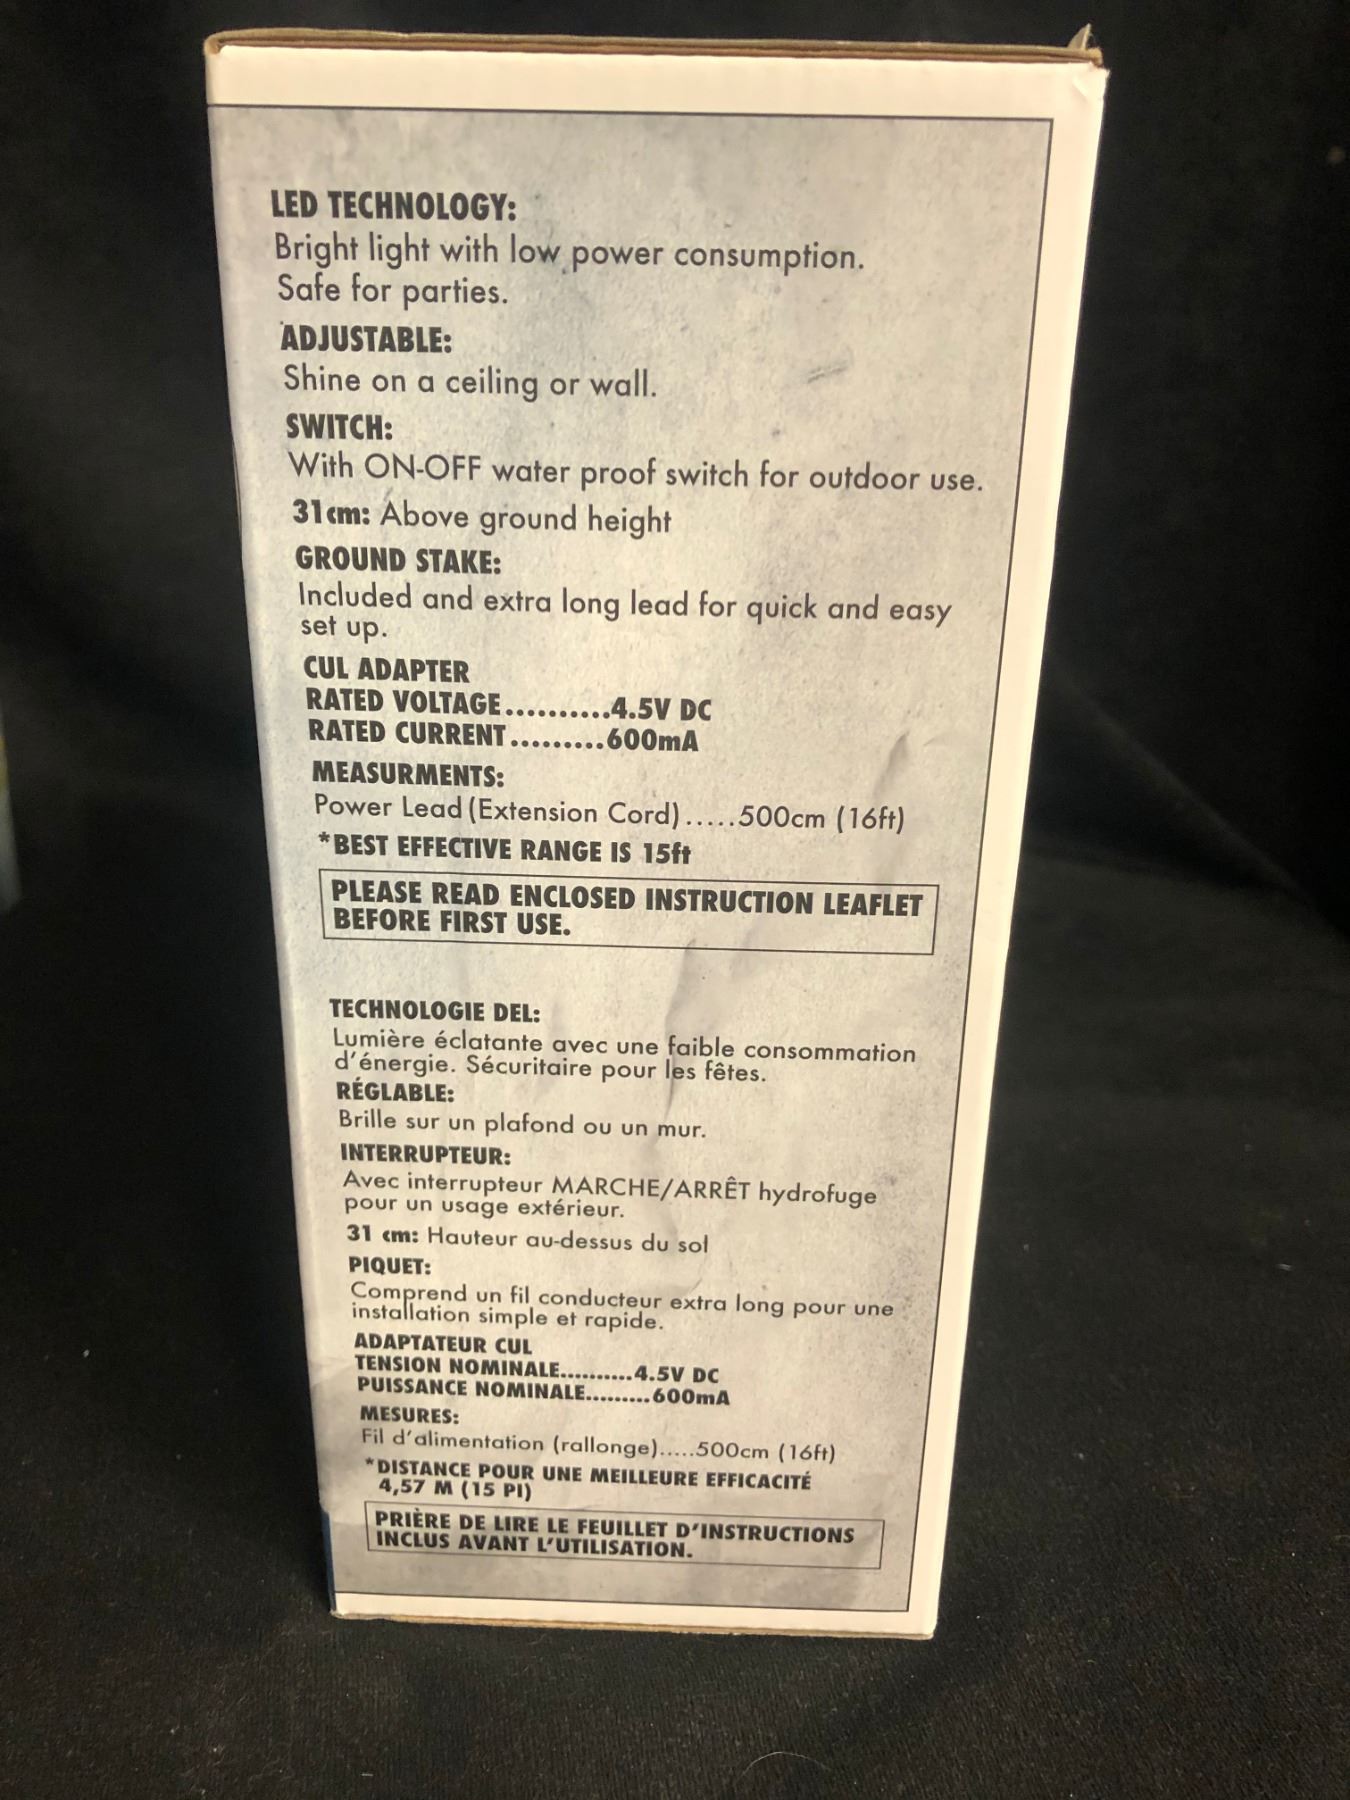 LED TECHNOLOGY:
Bright light with low power consumption.
Safe for parties.
ADJUSTABLE:
Shine on a ceiling or wall.
SWITCH:
With ON-OFF water proof switch for outdoor use.
31cm: Above ground height
GROUND STAKE:
Included and extra long lead for quick and easy
set up.
CUL ADAPTER
RATED VOLTAGE..........4.5V DC
RATED CURRENT.........600mA
MEASURMENTS:
Power Lead (Extension Cord).....500cm (16ft)
*BEST EFFECTIVE RANGE IS 15ft
PLEASE READ ENCLOSED INSTRUCTION LEAFLET
BEFORE FIRST USE.
TECHNOLOGIE DEL:
Lumière éclatante avec une faible consommation
d'énergie. Sécuritaire pour les fêtes.
RÉGLABLE:
Brille sur un plafond ou un mur.
INTERRUPTEUR:
Avec interrupteur MARCHE/ARRÊT hydrofuge
pour un usage extérieur.
31 cm: Hauteur au-dessus du sol
PIQUET:
Comprend un fil conducteur extra long pour une
installation simple et rapide.
ADAPTATEUR CUL
TENSION NOMINALE..........4.5V DC
PUISSANCE NOMINALE.........600mA
MESURES:
Fil d'alimentation (rallonge).....500cm (16ft)
*DISTANCE POUR UNE MEILLEURE EFFICACITÉ
4,57 M (15 PI)
PRIÈRE DE LIRE LE FEUILLET D'INSTRUCTIONS
INCLUS AVANT L'UTILISATION.